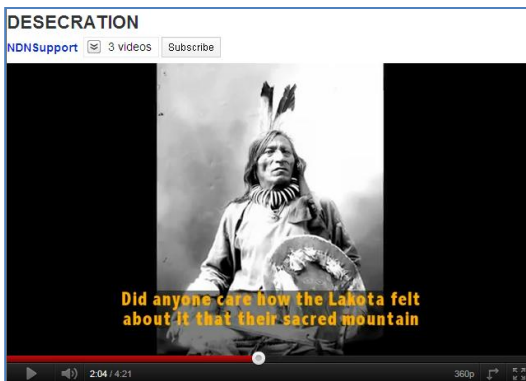 DESECRATION
NDNSupport 3 videos Subscribe
Did anyone care how the Lakota felt
about it that their sacred mountain
2:04 / 4:21 360p